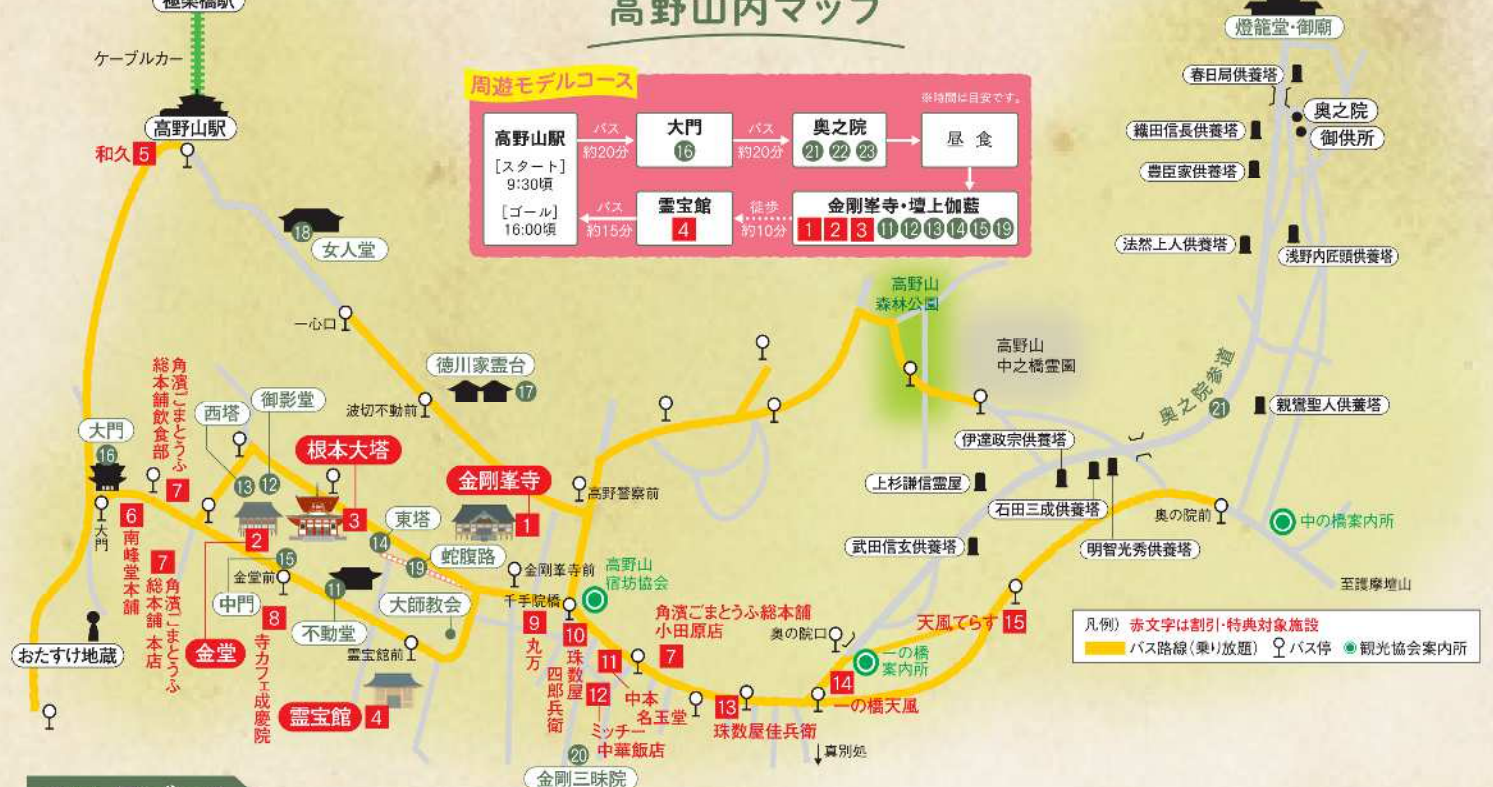 極楽橋駅
高野山内マップ
ケーブルカー
高野山駅
和久 5
周遊モデルコース
※時間は目安です。
高野山駅
[スタート]
9:30頃
[ゴール]
16:00頃
バス
約20分
大門
16
バス
約20分
奥之院
21 22 23
昼食
金剛峯寺・壇上伽藍
1 2 3 11 12 13 14 15 19
徒歩
約10分
霊宝館
4
バス
約15分
燈籠堂・御廟
春日局供養塔
奥之院
御供所
織田信長供養塔
豊臣家供養塔
法然上人供養塔
浅野内匠頭供養塔
18
女人堂
一心口
徳川家霊台
17
波切不動前
高野山
森林公園
高野山
中之橋霊園
奥之院参道
21
親鸞聖人供養塔
伊達政宗供養塔
上杉謙信霊屋
石田三成供養塔
明智光秀供養塔
武田信玄供養塔
奥の院前
中の橋案内所
至護摩壇山
角濱ごまとうふ
総本舗飲食部
7
西塔
13
御影堂
12
大門
16
根本大塔
3
金剛峯寺
1
高野警察前
東塔
14
蛇腹路
19
大門
6
南峰堂本舗
7
角濱ごまとうふ
総本舗 本店
2
金堂
15
中門
金堂前
11
不動堂
大師教会
8
寺カフェ成慶院
霊宝館前
霊宝館 4
おたすけ地蔵
金剛峯寺前
高野山
宿坊協会
千手院橋
9
丸万
10
珠数屋
四郎兵衛
11
中本
名玉堂
12
ミッチー
中華飯店
角濱ごまとうふ総本舗
小田原店
7
20
金剛三昧院
13
珠数屋佳兵衛
奥の院口
一の橋
案内所
14
一の橋天風
天風てらす 15
↓真別処
凡例) 赤文字は割引・特典対象施設
バス路線(乗り放題) バス停 観光協会案内所